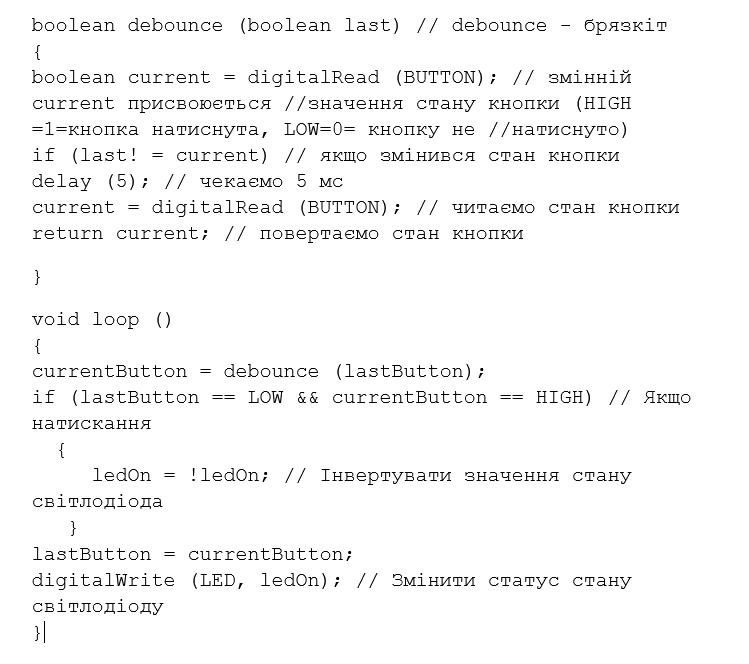 boolean debounce (boolean last) // debounce – брязкіт
{
boolean current = digitalRead (BUTTON); // змінній
current присвоюється //значення стану кнопки (HIGH
=1=кнопка натиснута, LOW=0= кнопку не //натиснуто)
if (last! = current) // якщо змінився стан кнопки
delay (5); // чекаємо 5 мс
current = digitalRead (BUTTON); // читаємо стан кнопки
return current; // повертаємо стан кнопки
}
void loop ()
{
currentButton = debounce (lastButton);
if (lastButton == LOW && currentButton == HIGH) // Якщо
натискання
{
ledOn = !ledOn; // Інвертувати значення стану
світлодіода
}
lastButton = currentButton;
digitalWrite (LED, ledOn); // Змінити статус стану
світлодіоду
}